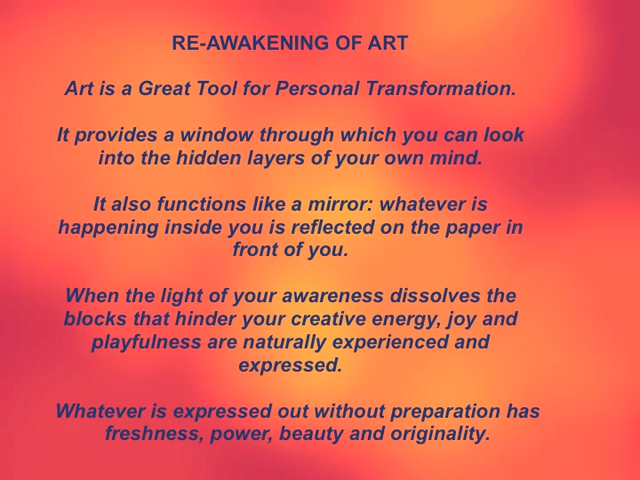 RE-AWAKENING OF ART
Art is a Great Tool for Personal Transformation.
It provides a window through which you can look
into the hidden layers of your own mind.
It also functions like a mirror: whatever is
happening inside you is reflected on the paper in
front of you.
When the light of your awareness dissolves the
blocks that hinder your creative energy, joy and
playfulness are naturally experienced and
expressed.
Whatever is expressed out without preparation has
freshness, power, beauty and originality.